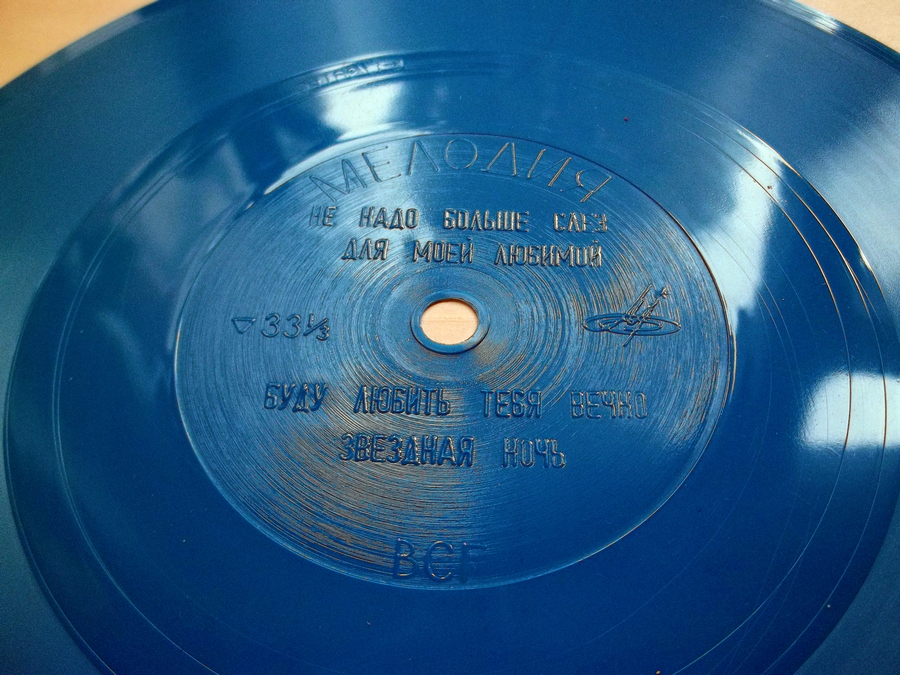 МЕЛОДИЯ
НЕ НАДО БОЛЬШЕ СЛЕЗ
ДЛЯ МОЕЙ ЛЮБИМОЙ
▽ 33⅓
БУДУ ЛЮБИТЬ ТЕБЯ ВЕЧНО
ЗВЕЗДНАЯ НОЧЬ
ВСГ